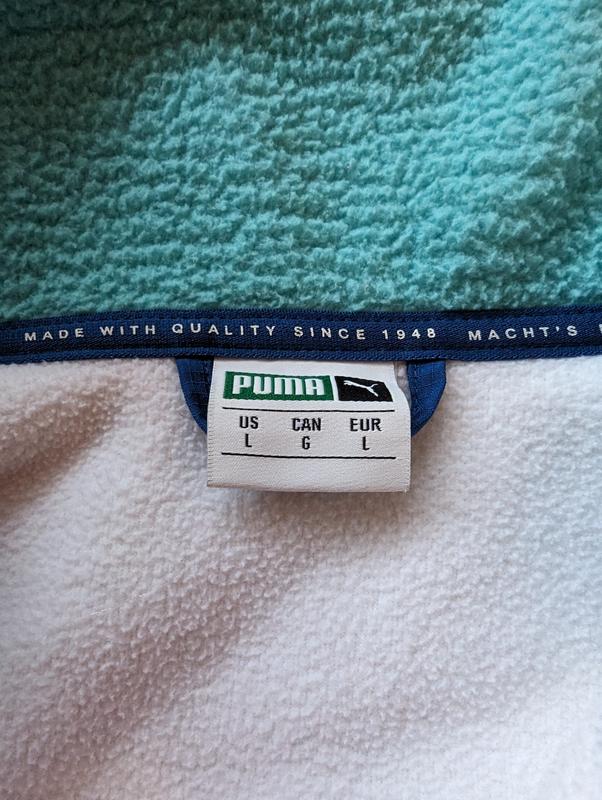 MADE WITH QUALITY SINCE 1948 MACHT'S
PUMA
US CAN EUR
L G L